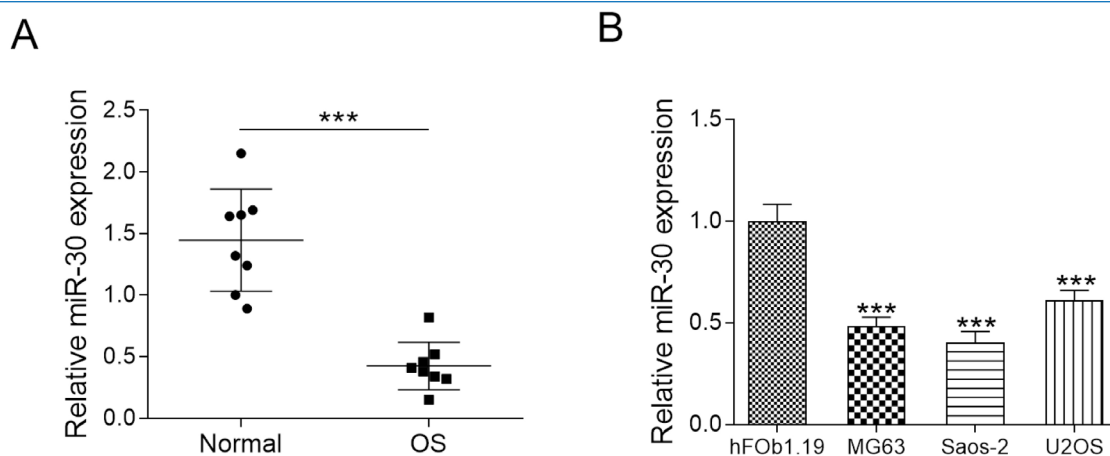 A
Relative miR-30 expression
2.5
2.0
1.5
1.0
0.5
0.0
***
Normal OS
B
Relative miR-30 expression
1.5
1.0
0.5
0.0
***
***
***
hFOb1.19 MG63 Saos-2 U2OS